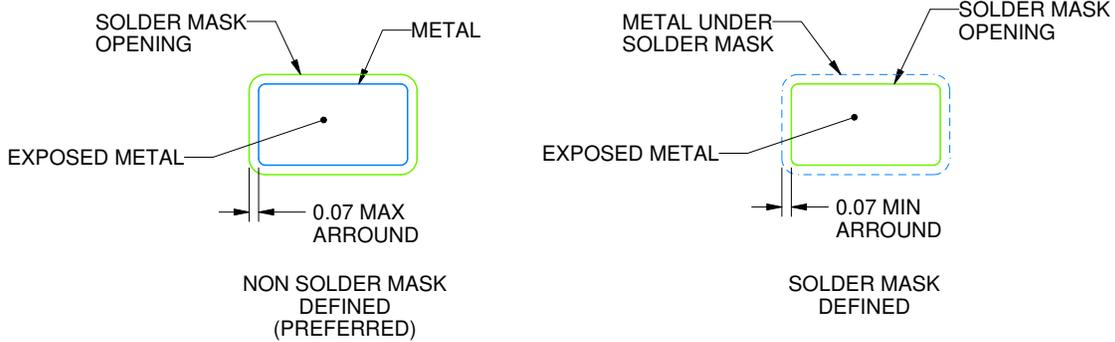 SOLDER MASK
OPENING
METAL
EXPOSED METAL
0.07 MAX
ARROUND
NON SOLDER MASK
DEFINED
(PREFERRED)
METAL UNDER
SOLDER MASK
SOLDER MASK
OPENING
EXPOSED METAL
0.07 MIN
ARROUND
SOLDER MASK
DEFINED